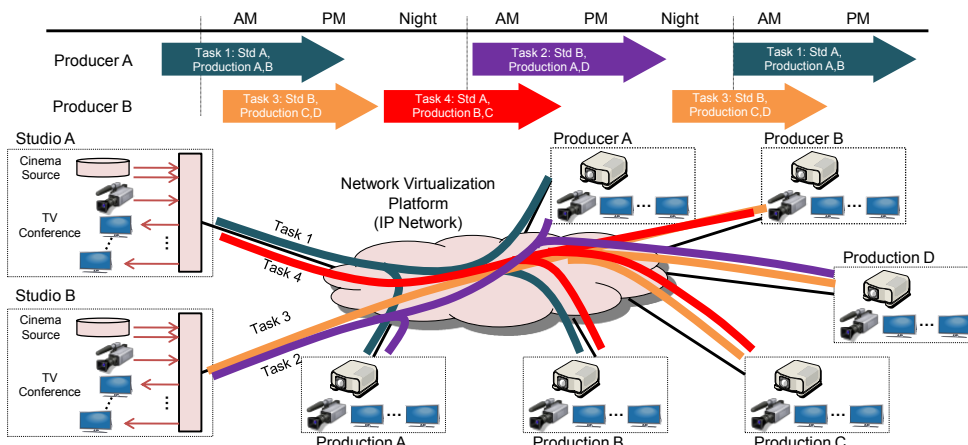 AM PM Night AM PM Night AM PM
Producer A
Task 1: Std A,
Production A,B
Task 2: Std B,
Production A,D
Task 1: Std A,
Production A,B
Producer B
Task 3: Std B,
Production C,D
Task 4: Std A,
Production B,C
Task 3: Std B,
Production C,D
Studio A
Cinema
Source
TV
Conference
Producer A
Producer B
Network Virtualization
Platform
(IP Network)
Task 1
Task 4
Production D
Studio B
Cinema
Source
TV
Conference
Task 3
Task 2
Production A
Production B
Production C